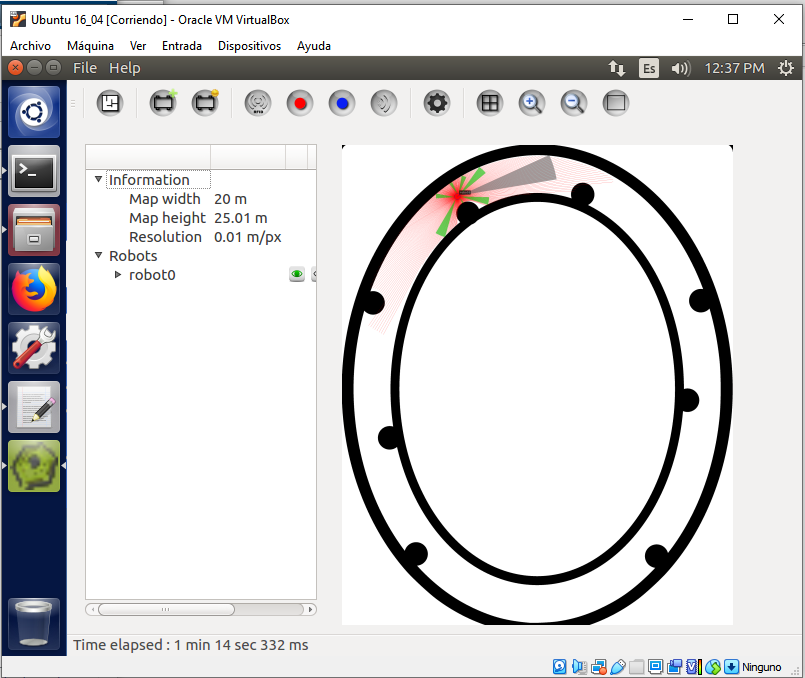 Ubuntu 16_04 [Corriendo] - Oracle VM VirtualBox
Archivo Máquina Ver Entrada Dispositivos Ayuda
File Help Es 12:37 PM
Information
Map width 20 m
Map height 25.01 m
Resolution 0.01 m/px
Robots
robot0
Time elapsed : 1 min 14 sec 332 ms
Ninguno